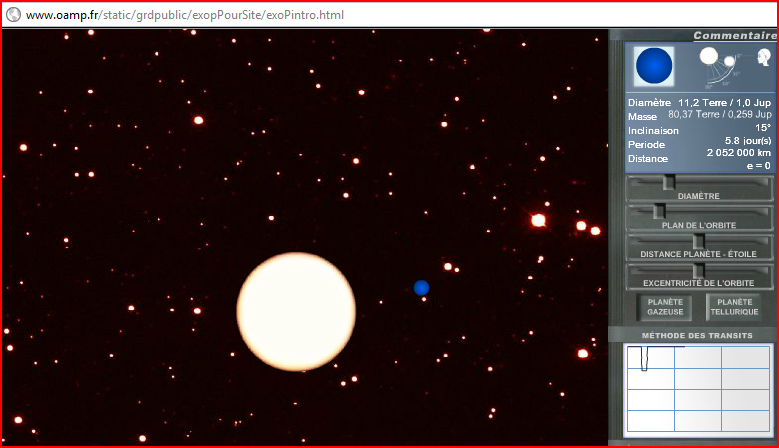 www.oamp.fr/static/grdpublic/exopPourSite/exoPintro.html
Commentaire
Diamètre 11,2 Terre / 1,0 Jup
Masse 80,37 Terre / 0,259 Jup
Inclinaison 15°
Periode 5.8 jour(s)
Distance 2 052 000 km
e = 0
DIAMÈTRE
PLAN DE L'ORBITE
DISTANCE PLANÈTE - ÉTOILE
EXCENTRICITÉ DE L'ORBITE
PLANÈTE GAZEUSE
PLANÈTE TELLURIQUE
MÉTHODE DES TRANSITS